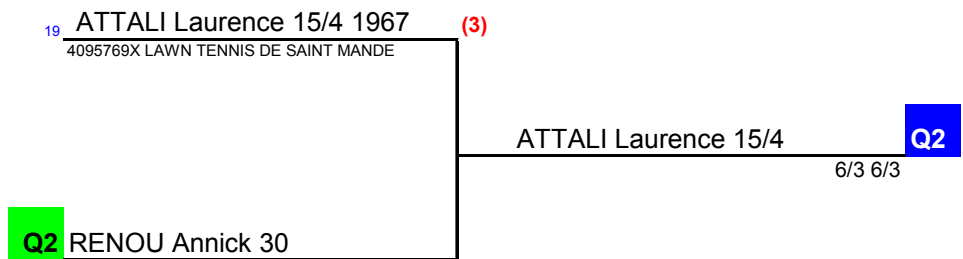 19 ATTALI Laurence 15/4 1967 (3)
4095769X LAWN TENNIS DE SAINT MANDE
ATTALI Laurence 15/4 Q2
6/3 6/3
Q2 RENOU Annick 30